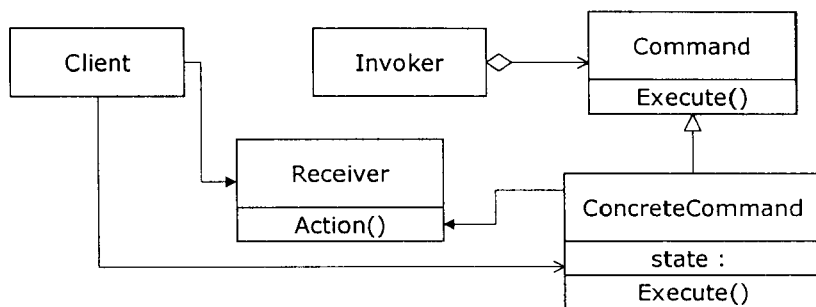 Client
Invoker
Command
Execute()
Receiver
Action()
ConcreteCommand
state :
Execute()